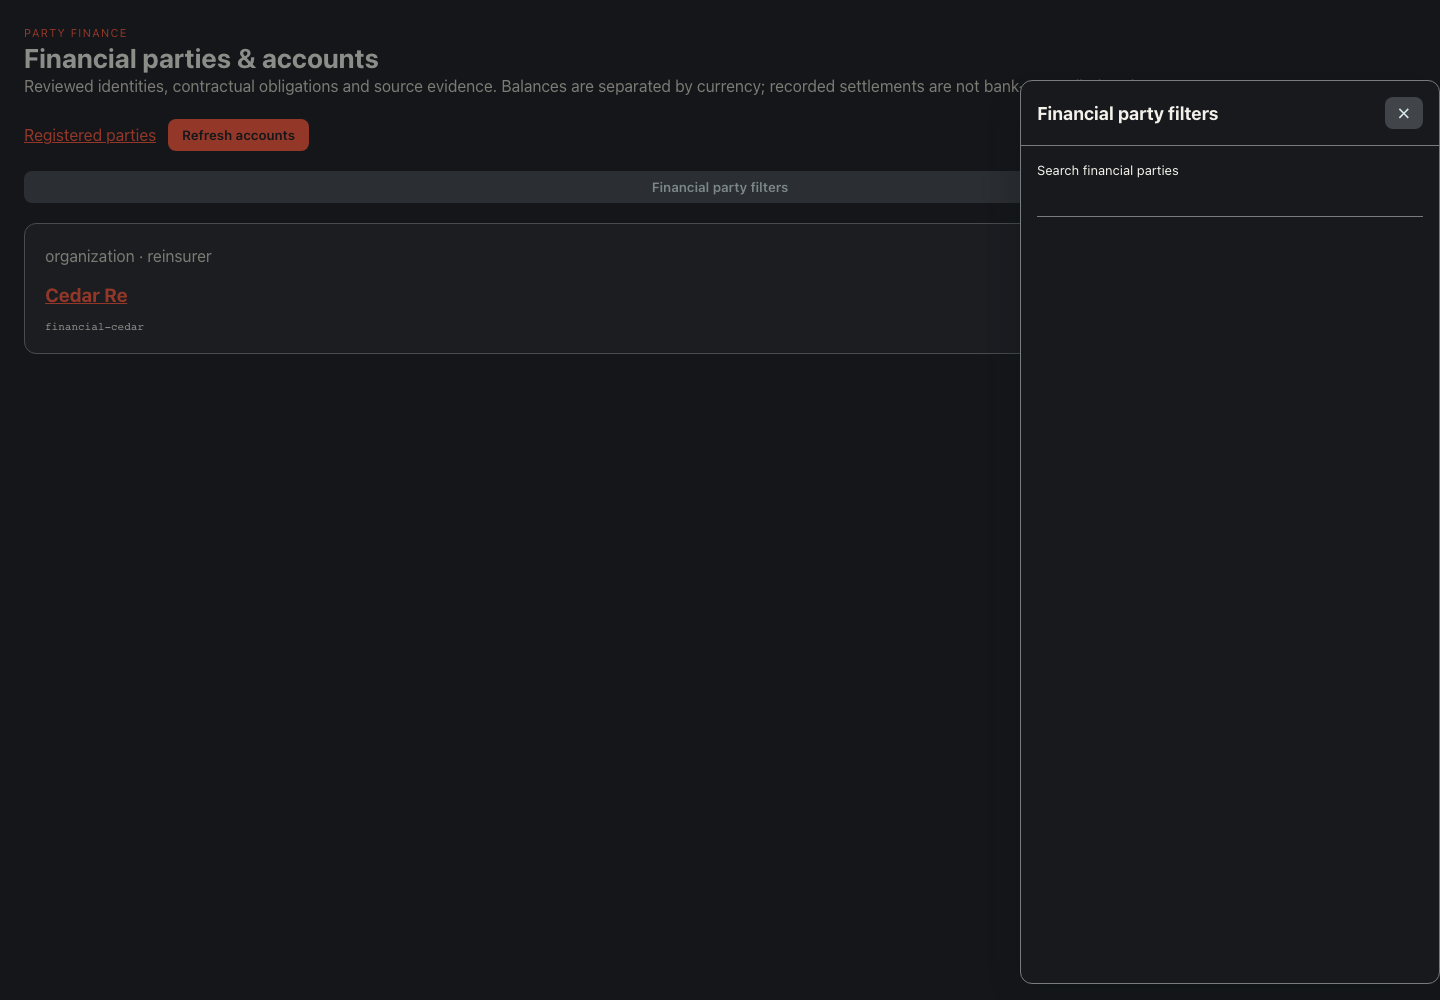 PARTY FINANCE
Financial parties & accounts
Reviewed identities, contractual obligations and source evidence. Balances are separated by currency; recorded settlements are not bank-
Registered parties
Refresh accounts
Financial party filters
organization · reinsurer
Cedar Re
financial-cedar
Financial party filters
×
Search financial parties